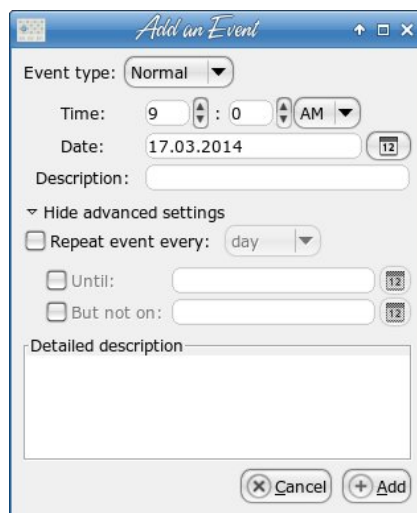 Add an Event
Event type: Normal
Time: 9 : 0 AM
Date: 17.03.2014 12
Description:
Hide advanced settings
Repeat event every: day
Until: 12
But not on: 12
Detailed description
Cancel Add